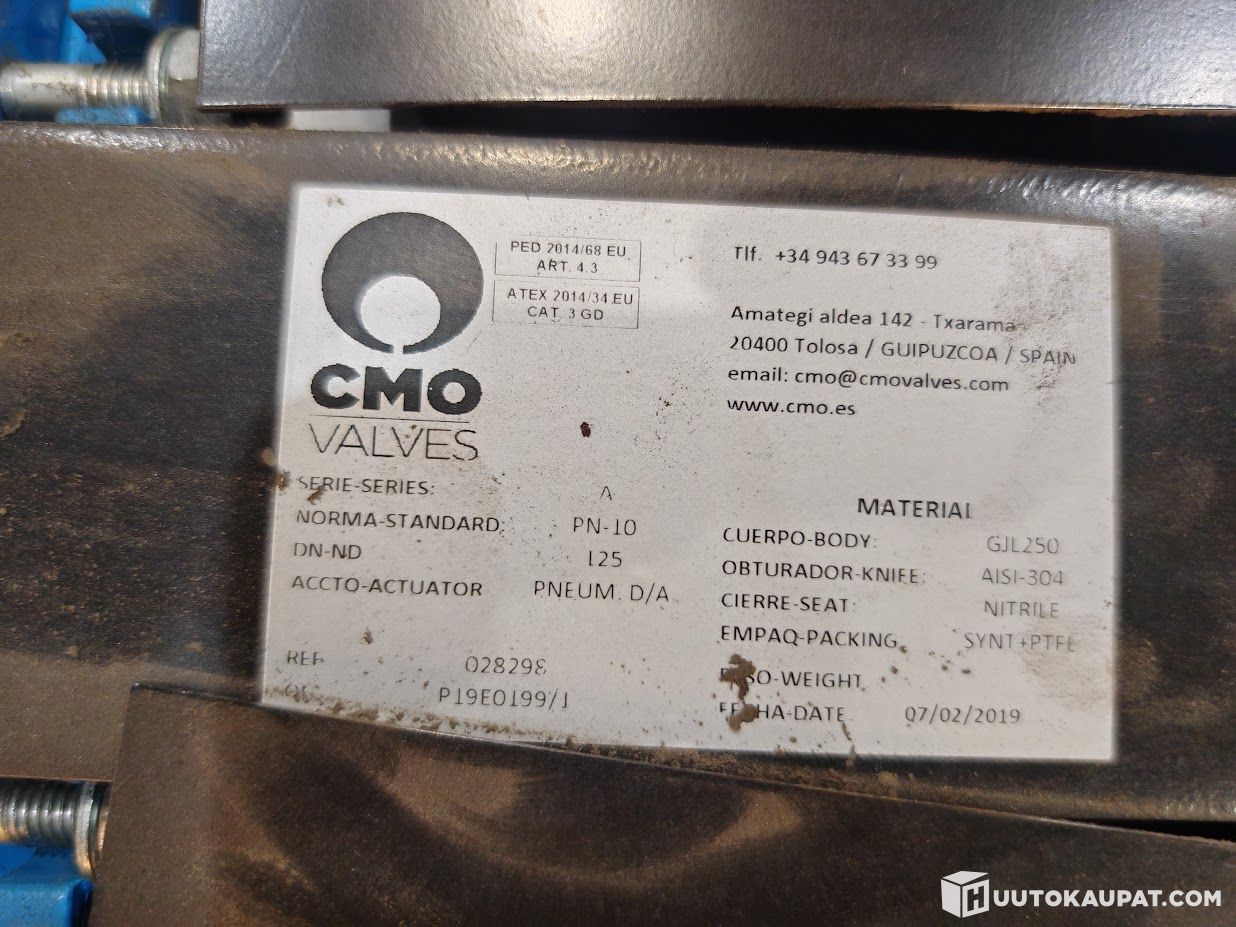 CMO
VALVES
PED 2014/68 EU
ART. 4.3
ATEX 2014/34 EU
CAT. 3 GD
Tlf. +34 943 67 33 99
Amategi aldea 142 - Txarama
20400 Tolosa / GUIPUZCOA / SPAIN
email: cmo@cmovalves.com
www.cmo.es
SERIE-SERIES: A
NORMA-STANDARD: PN-10
DN-ND 125
ACCTO-ACTUATOR PNEUM. D/A
REF 028298
P19E0199/1
MATERIAL
CUERPO-BODY: GJL250
OBTURADOR-KNIFE: AISI-304
CIERRE-SEAT: NITRILE
EMPAQ-PACKING SYNT+PTFE
PESO-WEIGHT
FECHA-DATE 07/02/2019
HUUTOKAUPAT.COM